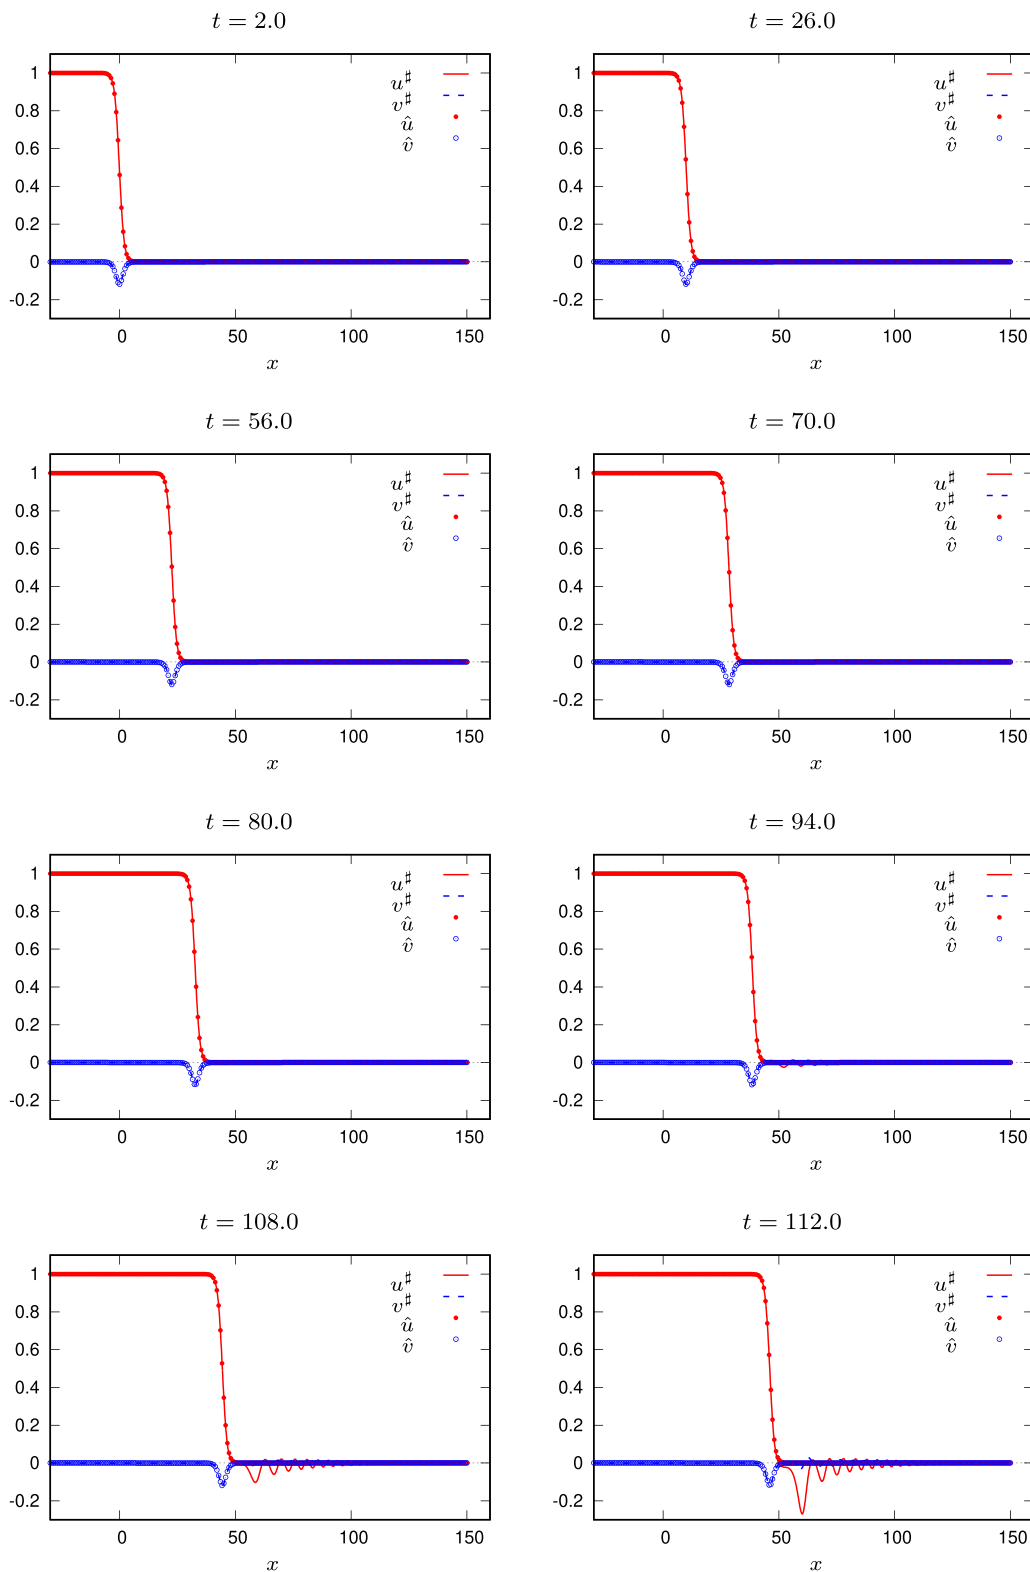 t = 2.0
1
0.8
0.6
0.4
0.2
0
-0.2
0 50 100 150
x
u♯
v♯
û
v̂
t = 26.0
1
0.8
0.6
0.4
0.2
0
-0.2
0 50 100 150
x
u♯
v♯
û
v̂
t = 56.0
1
0.8
0.6
0.4
0.2
0
-0.2
0 50 100 150
x
u♯
v♯
û
v̂
t = 70.0
1
0.8
0.6
0.4
0.2
0
-0.2
0 50 100 150
x
u♯
v♯
û
v̂
t = 80.0
1
0.8
0.6
0.4
0.2
0
-0.2
0 50 100 150
x
u♯
v♯
û
v̂
t = 94.0
1
0.8
0.6
0.4
0.2
0
-0.2
0 50 100 150
x
u♯
v♯
û
v̂
t = 108.0
1
0.8
0.6
0.4
0.2
0
-0.2
0 50 100 150
x
u♯
v♯
û
v̂
t = 112.0
1
0.8
0.6
0.4
0.2
0
-0.2
0 50 100 150
x
u♯
v♯
û
v̂